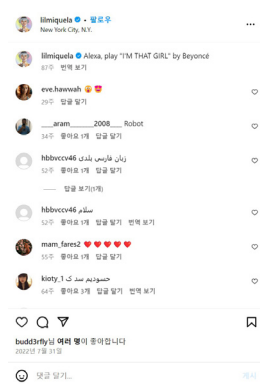 lilmiquela • 팔로우
New York City, N.Y.
lilmiquela Alexa, play "I'M THAT GIRL" by Beyoncé
87주 번역 보기
eve.hawwah 😮 🥰
29주 답글 달기
____aram________2008____ Robot
34주 좋아요 1개 답글 달기
hbbvccv46 زبان فارسی بلدی
52주 좋아요 1개 답글 달기
답글 보기(1개)
hbbvccv46 سلام
52주 좋아요 1개 답글 달기 번역 보기
mam_fares2 ❤️ ❤️ ❤️ ❤️ ❤️
55주 좋아요 1개 답글 달기
kioty_1 حسودیم سد ک
64주 좋아요 3개 답글 달기 번역 보기
budd3rfly님 여러 명이 좋아합니다
2022년 7월 31일
댓글 달기...
게시